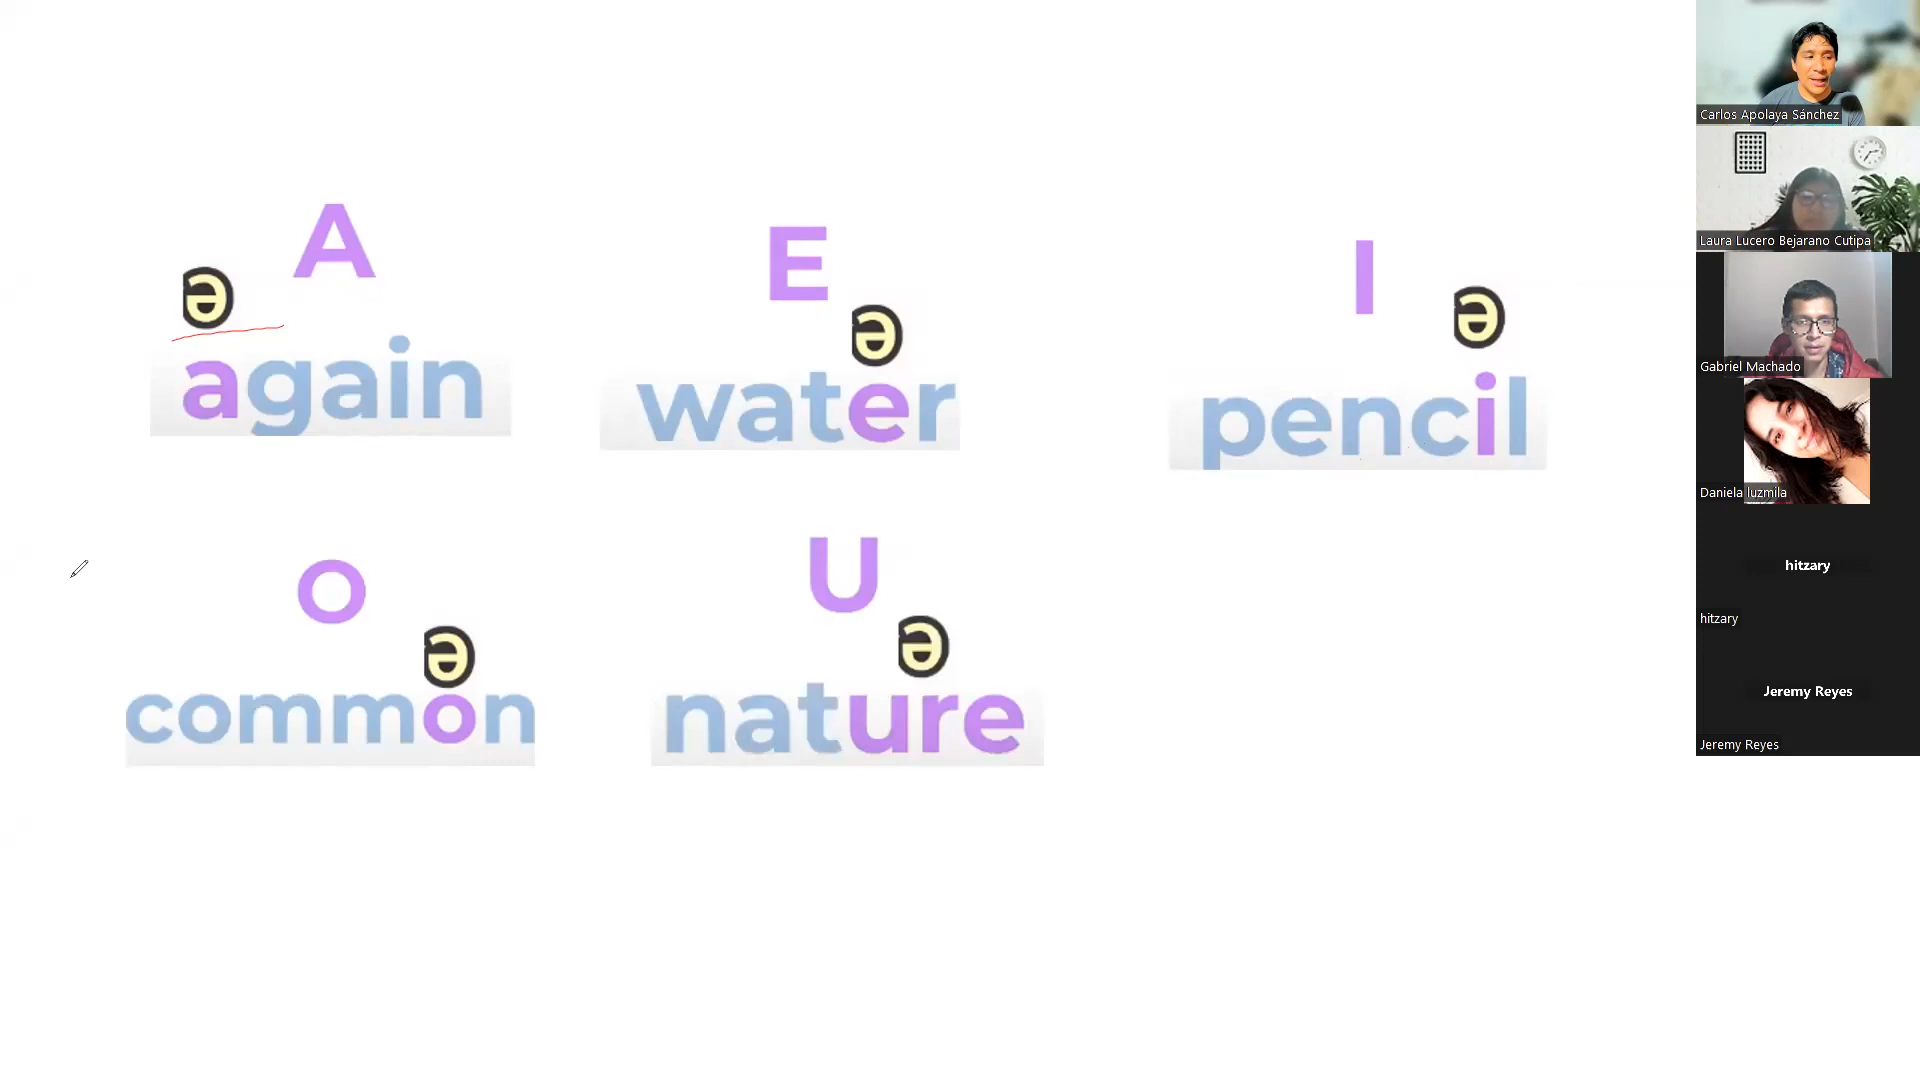 A
ə
again
E
ə
water
I
ə
pencil
O
ə
common
U
ə
nature
Carlos Apolaya Sánchez
Laura Lucero Bejarano Cutipa
Gabriel Machado
Daniela luzmila
hitzary
hitzary
Jeremy Reyes
Jeremy Reyes